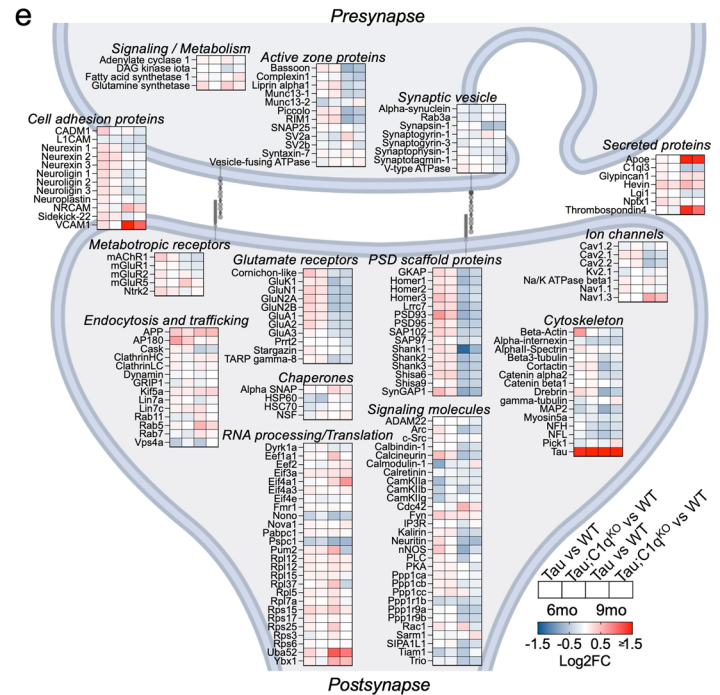 e
Presynapse
Signaling / Metabolism
Adenylate cyclase 1
DAG kinase iota
Fatty acid synthetase 1
Glutamine synthetase
Active zone proteins
Bassoon
Complexin1
Liprin alpha1
Munc13-1
Munc13-2
Piccolo
RIM1
SNAP25
SV2a
SV2b
Syntaxin-7
Vesicle-fusing ATPase
Synaptic vesicle
Alpha-synuclein
Rab3a
Synapsin-1
Synaptogyrin-1
Synaptogyrin-3
Synaptophysin-1
Synaptotagmin-1
V-type ATPase
Cell adhesion proteins
CADM1
L1CAM
Neurexin 1
Neurexin 2
Neurexin 3
Neuroligin 1
Neuroligin 2
Neuroligin 3
Neuroplastin
NRCAM
Sidekick-22
VCAM1
Secreted proteins
Apoe
C1ql3
Glypican1
Hevin
Lgi1
Nptx1
Thrombospondin4
Metabotropic receptors
mAChR1
mGluR1
mGluR2
mGluR5
Ntrk2
Glutamate receptors
Cornichon-like
GluK1
GluN1
GluN2A
GluN2B
GluA1
GluA2
GluA3
Prrt2
Stargazin
TARP gamma-8
PSD scaffold proteins
GKAP
Homer1
Homer2
Homer3
Lrrc7
PSD93
PSD95
SAP102
SAP97
Shank1
Shank2
Shank3
Shisa6
Shisa9
SynGAP1
Ion channels
Cav1.2
Cav2.1
Cav2.2
Kv2.1
Na/K ATPase beta1
Nav1.1
Nav1.3
Endocytosis and trafficking
APP
AP180
Cask
ClathrinHC
ClathrinLC
Dynamin
GRIP1
Kif5a
Lin7a
Lin7c
Rab11
Rab5
Rab7
Vps4a
Chaperones
Alpha SNAP
HSP60
HSC70
NSF
Cytoskeleton
Beta-Actin
Alpha-internexin
AlphaII-Spectrin
Beta3-tubulin
Cortactin
Catenin alpha2
Catenin beta1
Drebrin
gamma-tubulin
MAP2
Myosin5a
NFH
NFL
Pick1
Tau
RNA processing/Translation
Dyrk1a
Eef1a1
Eef2
Eif3a
Eif4a1
Eif4a3
Eif4e
Fmr1
Nono
Nova1
Pabpc1
Pspc1
Pum2
Rpl12
Rpl12
Rpl15
Rpl37
Rpl5
Rpl7a
Rps15
Rps17
Rps25
Rps3
Rps6
Uba52
Ybx1
Signaling molecules
ADAM22
Arc
c-Src
Calbindin-1
Calcineurin
Calmodulin-1
Calretinin
CamKIIa
CamKIIb
CamKIIg
Cdc42
Fyn
IP3R
Kalirin
Neuritin
nNOS
PLC
PKA
Ppp1ca
Ppp1cb
Ppp1cc
Ppp1r1b
Ppp1r9a
Ppp1r9b
Rac1
Sarm1
SIPA1L1
Tiam1
Trio
Tau vs WT
Tau;C1qKO vs WT
Tau vs WT
Tau;C1qKO vs WT
6mo 9mo
-1.5 -0.5 0.5 ≥1.5
Log2FC
Postsynapse